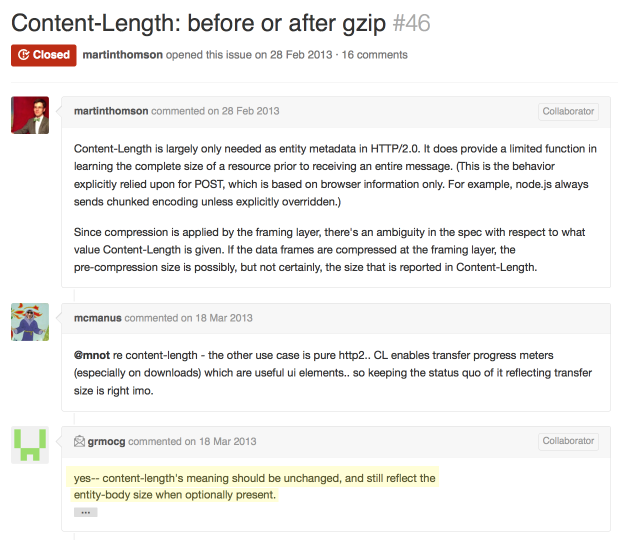 Content-Length: before or after gzip #46
Closed martinthomson opened this issue on 28 Feb 2013 · 16 comments
martinthomson commented on 28 Feb 2013 Collaborator
Content-Length is largely only needed as entity metadata in HTTP/2.0. It does provide a limited function in
learning the complete size of a resource prior to receiving an entire message. (This is the behavior
explicitly relied upon for POST, which is based on browser information only. For example, node.js always
sends chunked encoding unless explicitly overridden.)
Since compression is applied by the framing layer, there's an ambiguity in the spec with respect to what
value Content-Length is given. If the data frames are compressed at the framing layer, the
pre-compression size is possibly, but not certainly, the size that is reported in Content-Length.
mcmanus commented on 18 Mar 2013
@mnot re content-length - the other use case is pure http2.. CL enables transfer progress meters
(especially on downloads) which are useful ui elements.. so keeping the status quo of it reflecting transfer
size is right imo.
grmocg commented on 18 Mar 2013 Collaborator
yes-- content-length's meaning should be unchanged, and still reflect the
entity-body size when optionally present.
...